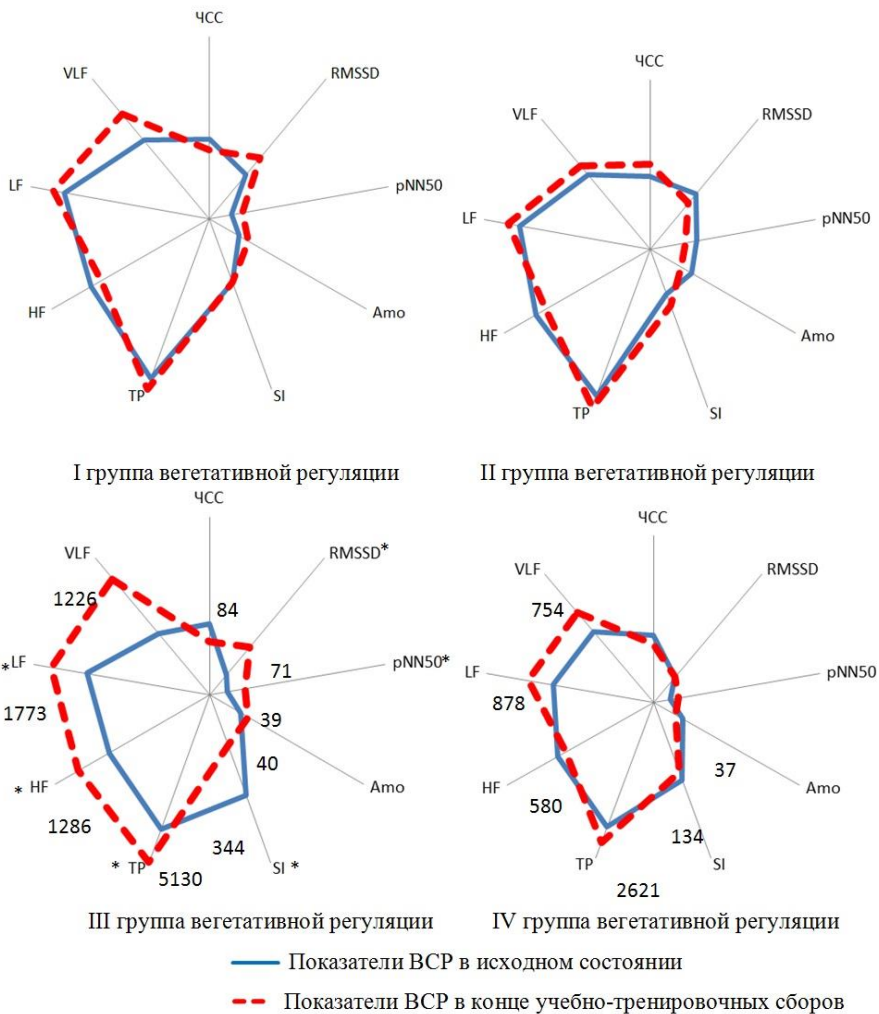 ЧСС
VLF
RMSSD
LF
pNN50
HF
Amo
TP
SI
I группа вегетативной регуляции
ЧСС
VLF
RMSSD
LF
pNN50
HF
Amo
TP
SI
II группа вегетативной регуляции
ЧСС
VLF
RMSSD*
1226
84
*LF
71
pNN50*
1773
39
40
* HF
Amo
1286
344
* TP
SI *
5130
III группа вегетативной регуляции
ЧСС
VLF
RMSSD
754
LF
pNN50
878
37
HF
Amo
580
134
TP
SI
2621
IV группа вегетативной регуляции
Показатели ВСР в исходном состоянии
Показатели ВСР в конце учебно-тренировочных сборов